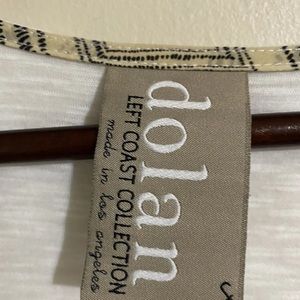 dolan
LEFT COAST COLLECTION
made in los angeles